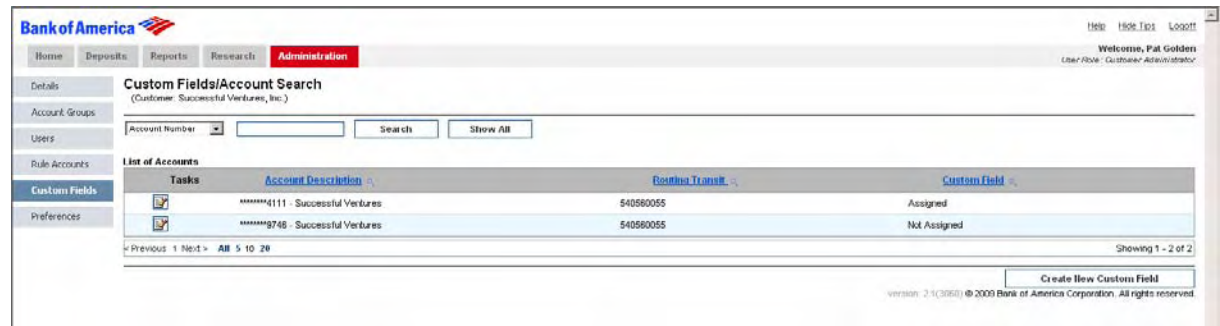 Bank of America
Help Hide Tips Logoff
Welcome, Pat Golden
User Role: Customer Administrator
Home Deposits Reports Research Administration
Details
Account Groups
Users
Rule Accounts
Custom Fields
Preferences
Custom Fields/Account Search
(Customer: Successful Ventures, Inc.)
Account Number Search Show All
List of Accounts
Tasks Account Description Routing Transit Custom Field
********4111 - Successful Ventures 540560055 Assigned
********9746 - Successful Ventures 540560055 Not Assigned
< Previous 1 Next > All 5 10 20 Showing 1 - 2 of 2
Create New Custom Field
version: 2.1(3060) © 2009 Bank of America Corporation. All rights reserved.